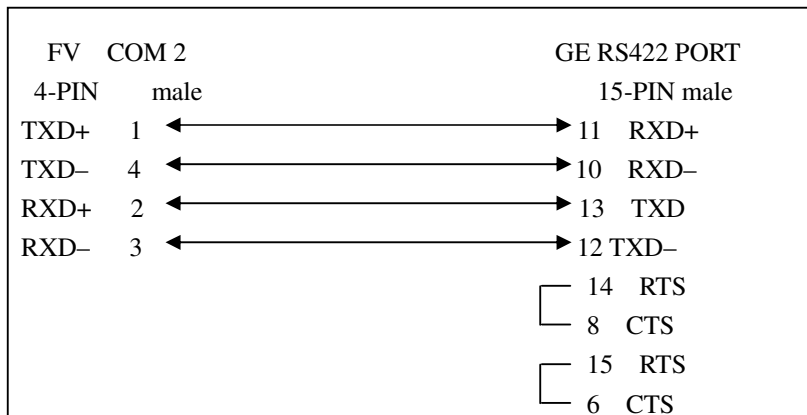 FV COM 2 GE RS422 PORT
4-PIN male 15-PIN male
TXD+ 1 11 RXD+
TXD– 4 10 RXD–
RXD+ 2 13 TXD
RXD– 3 12 TXD–
14 RTS
8 CTS
15 RTS
6 CTS